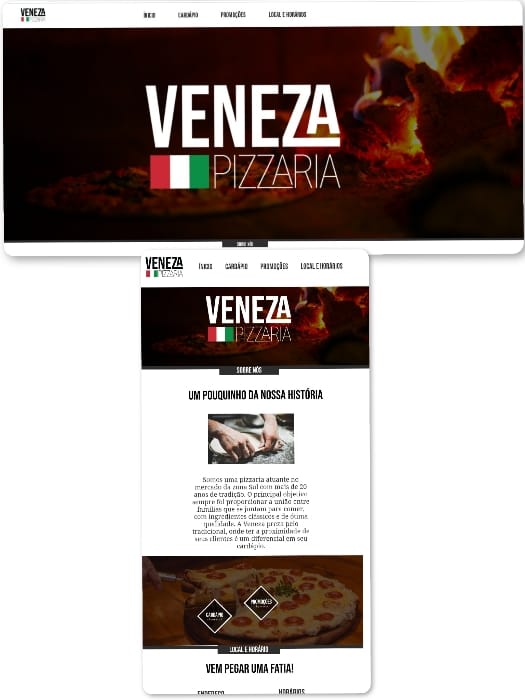 VENEZA
PIZZARIA
ÍNICIO CARDÁPIO PROMOÇÕES LOCAL E HORÁRIOS
VENEZA
PIZZARIA
SOBRE NÓS
VENEZA
PIZZARIA
ÍNICIO CARDÁPIO PROMOÇÕES LOCAL E HORÁRIOS
VENEZA
PIZZARIA
SOBRE NÓS
UM POUQUINHO DA NOSSA HISTÓRIA
Somos uma pizzaria atuante no
mercado da zona Sul com mais de 20
anos de tradição. O principal objetivo
sempre foi proporcionar a união entre
famílias que se juntam para comer,
com ingredientes clássicos e de ótima
qualidade. A Veneza preza pelo
tradicional, onde ter a proximidade de
seus clientes é um diferencial em seu
cardápio.
CARDÁPIO
PROMOÇÕES
LOCAL E HORÁRIO
VEM PEGAR UMA FATIA!
ENDEREÇO HORÁRIOS